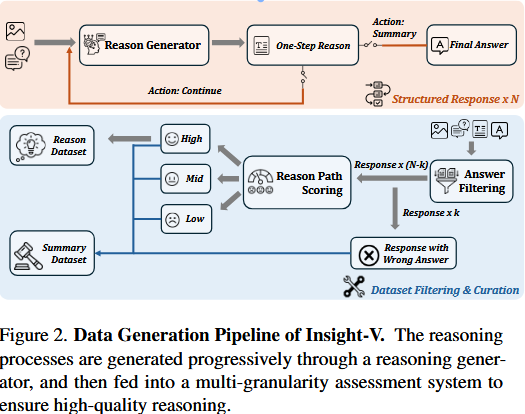 Action:
Summary
Reason Generator
One-Step Reason
Final Answer
Action: Continue
Structured Response x N
Reason
Dataset
High
Mid
Low
Reason Path
Scoring
Response x (N-k)
Answer
Filtering
Response x k
Summary
Dataset
Response with
Wrong Answer
Dataset Filtering & Curation
Figure 2. Data Generation Pipeline of Insight-V. The reasoning
processes are generated progressively through a reasoning gener-
ator, and then fed into a multi-granularity assessment system to
ensure high-quality reasoning.